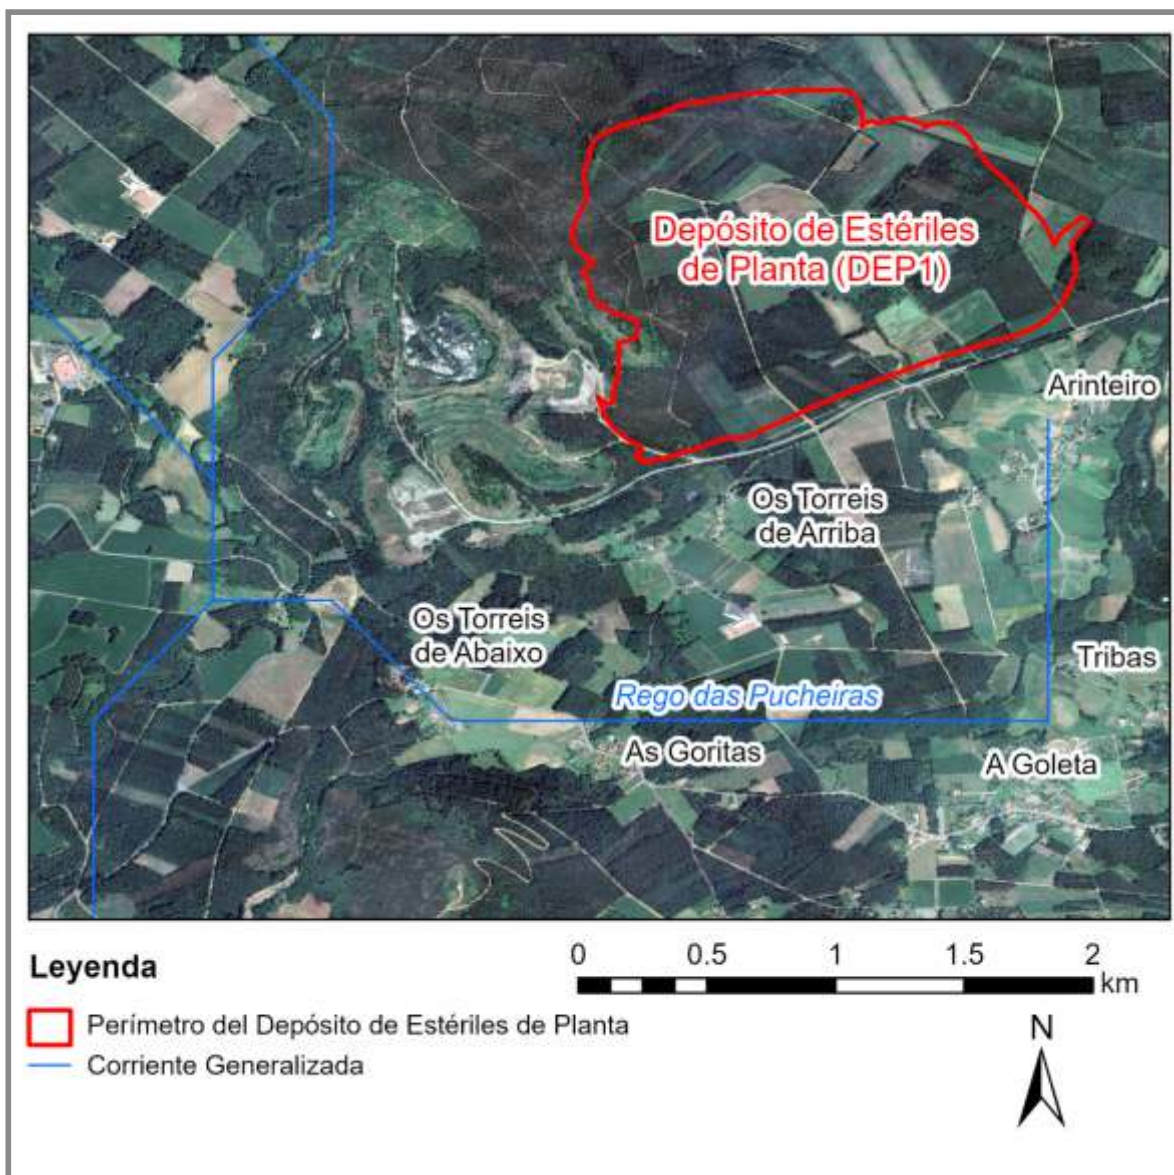 Depósito de Estériles
de Planta (DEP1)
Arinteiro
Os Torreis
de Arriba
Os Torreis
de Abaixo
Tribas
Rego das Pucheiras
As Goritas
A Goleta
Leyenda
0 0.5 1 1.5 2
km
Perímetro del Depósito de Estériles de Planta
Corriente Generalizada
N